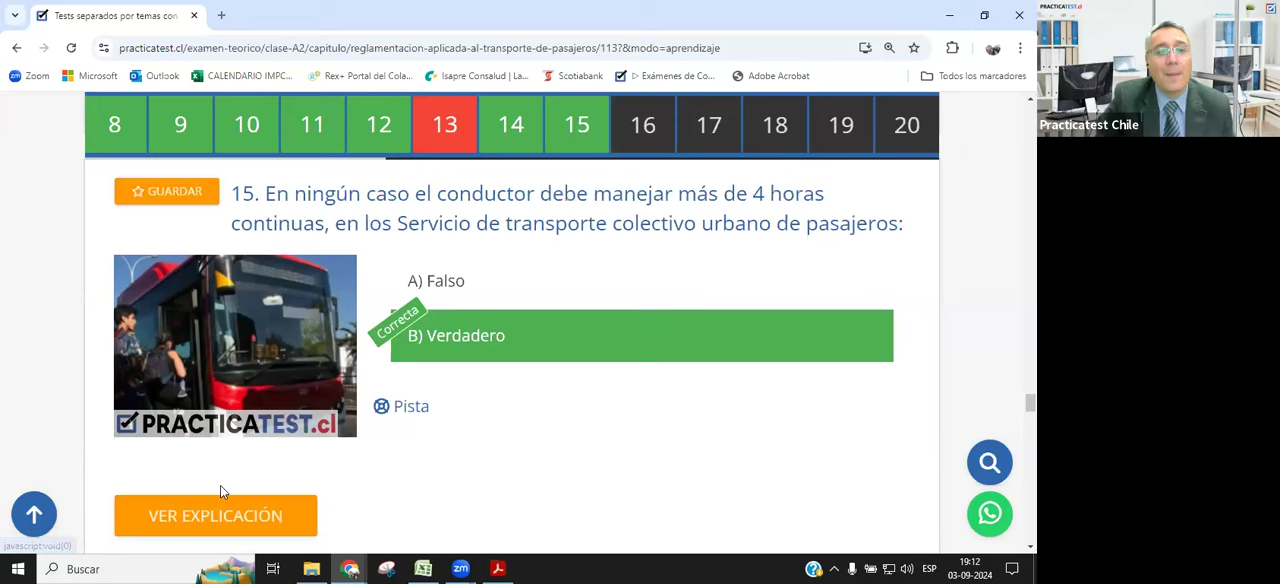 Tests separados por temas con
practicatest.cl/examen-teorico/clase-A2/capitulo/reglamentacion-aplicada-al-transporte-de-pasajeros/113?&modo=aprendizaje
Zoom
Microsoft
Outlook
CALENDARIO IMPC...
Rex+ Portal del Cola...
Isapre Consalud | La...
Scotiabank
▷ Exámenes de Co...
Adobe Acrobat
Todos los marcadores
PRACTICATEST.cl
Practicatest Chile
8 9 10 11 12 13 14 15 16 17 18 19 20
GUARDAR
15. En ningún caso el conductor debe manejar más de 4 horas
continuas, en los Servicio de transporte colectivo urbano de pasajeros:
A) Falso
Correcta
B) Verdadero
Pista
PRACTICATEST.cl
VER EXPLICACIÓN
javascript:void(0)
Buscar
ESP
19:12
03-09-2024